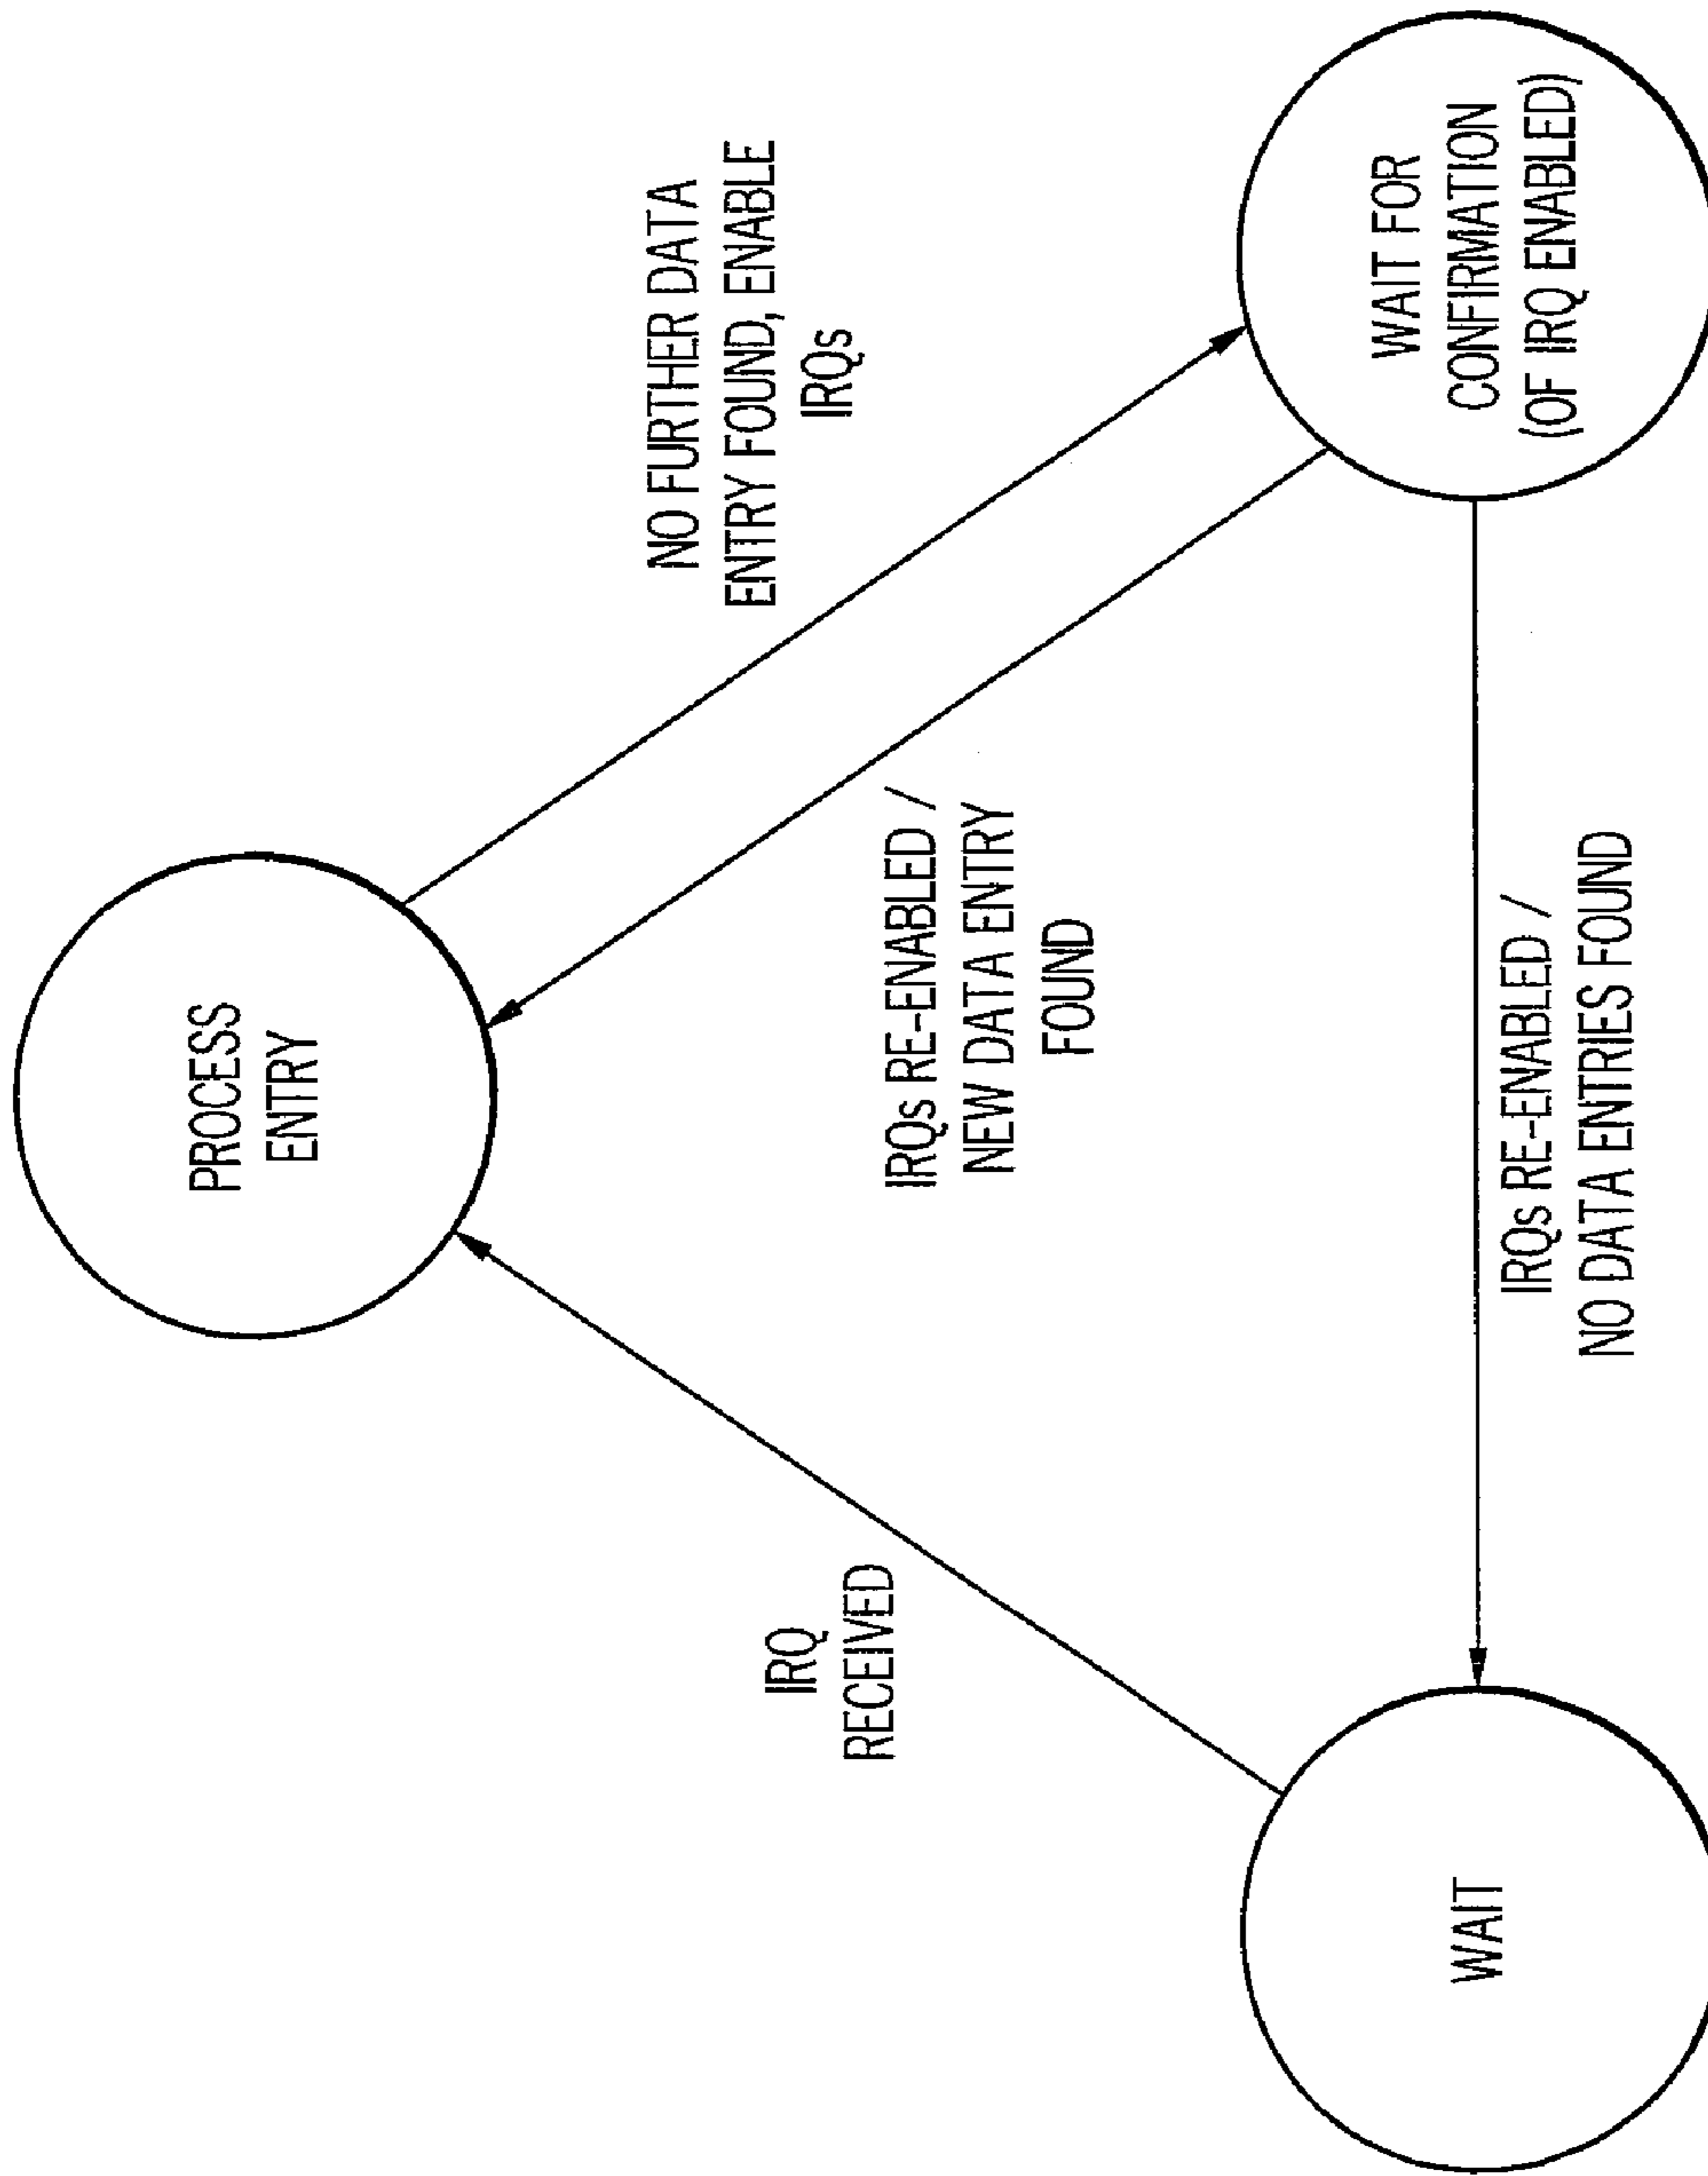 PROCESS
ENTRY
IRQ
RECEIVED
IRQs RE-ENABLED /
NEW DATA ENTRY
FOUND
NO FURTHER DATA
ENTRY FOUND, ENABLE
IRQs
WAIT
IRQs RE-ENABLED /
NO DATA ENTRIES FOUND
WAIT FOR
CONFIRMATION
(OF IRQ ENABLED)